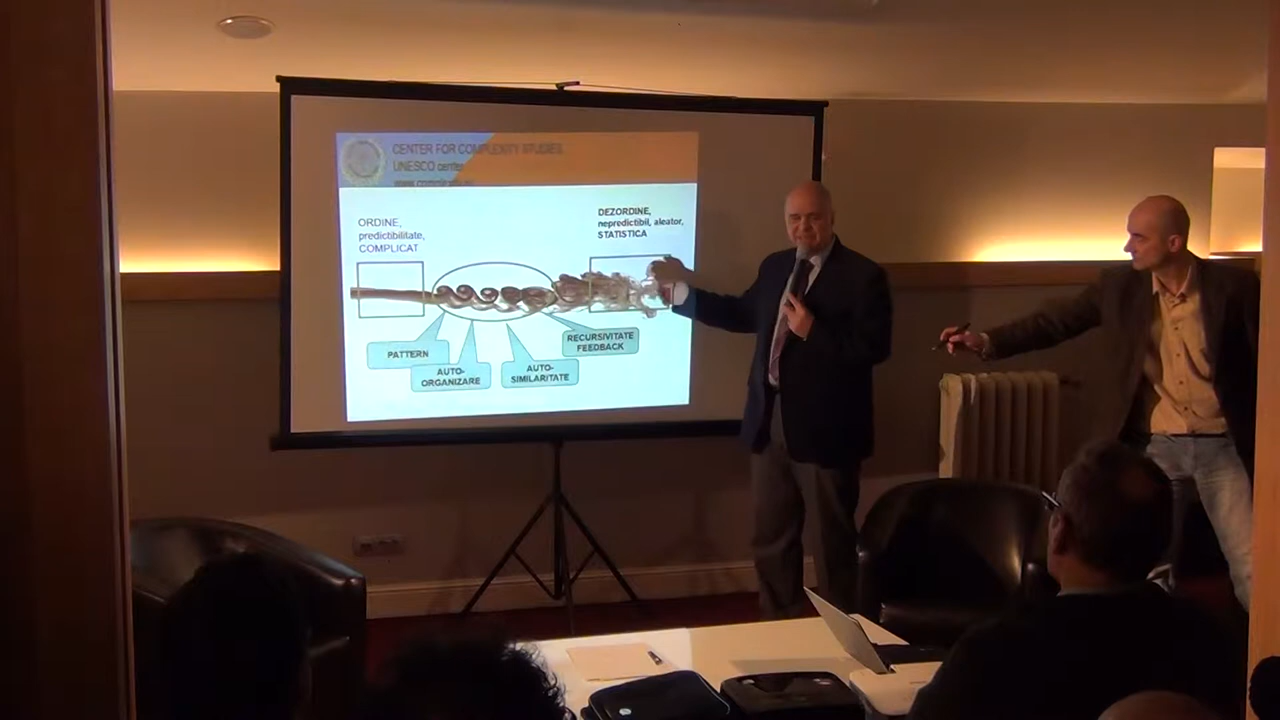 CENTER FOR COMPLEXITY STUDIES
UNESCO center
ORDINE,
predictibilitate,
COMPLICAT
DEZORDINE,
nepredictibil, aleator,
STATISTICA
PATTERN
AUTO-
ORGANIZARE
AUTO-
SIMILARITATE
RECURSIVITATE
FEEDBACK